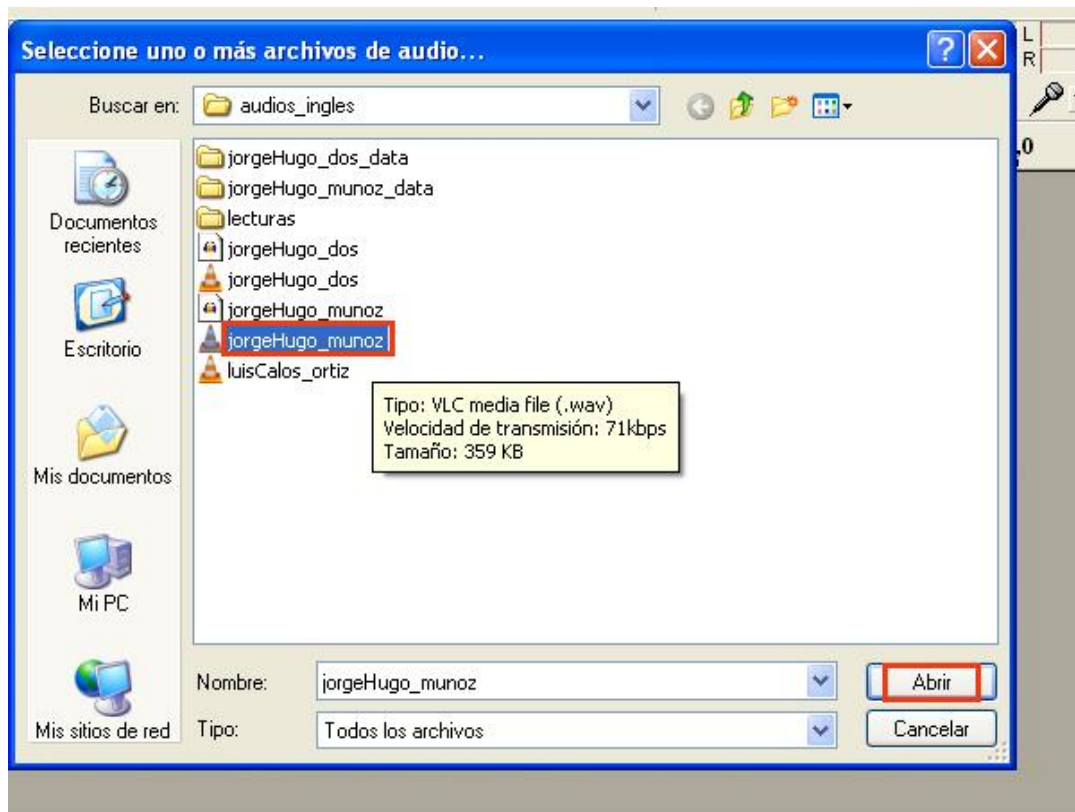 Seleccione uno o más archivos de audio...
L
R
Buscar en: audios_ingles
,0
jorgeHugo_dos_data
jorgeHugo_munoz_data
lecturas
jorgeHugo_dos
jorgeHugo_dos
jorgeHugo_munoz
jorgeHugo_munoz
luisCalos_ortiz
Tipo: VLC media file (.wav)
Velocidad de transmisión: 71kbps
Tamaño: 359 KB
Documentos
recientes
Escritorio
Mis documentos
Mi PC
Mis sitios de red
Nombre: jorgeHugo_munoz Abrir
Tipo: Todos los archivos Cancelar